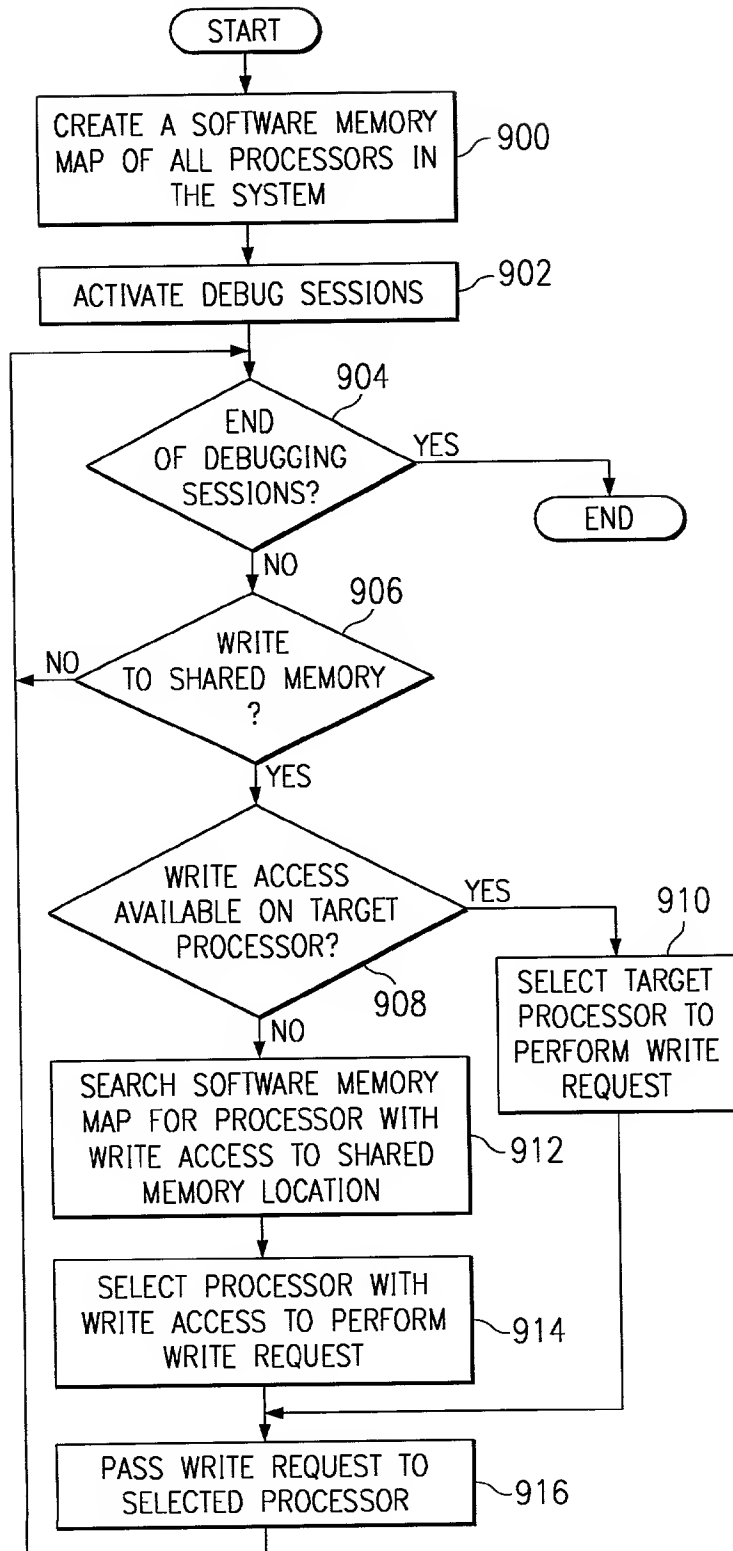 START
CREATE A SOFTWARE MEMORY
MAP OF ALL PROCESSORS IN
THE SYSTEM
900
ACTIVATE DEBUG SESSIONS
902
904
END
OF DEBUGGING
SESSIONS?
YES
END
NO
906
WRITE
TO SHARED MEMORY
?
NO
YES
WRITE ACCESS
AVAILABLE ON TARGET
PROCESSOR?
YES
908
NO
910
SELECT TARGET
PROCESSOR TO
PERFORM WRITE
REQUEST
SEARCH SOFTWARE MEMORY
MAP FOR PROCESSOR WITH
WRITE ACCESS TO SHARED
MEMORY LOCATION
912
SELECT PROCESSOR WITH
WRITE ACCESS TO PERFORM
WRITE REQUEST
914
PASS WRITE REQUEST TO
SELECTED PROCESSOR
916